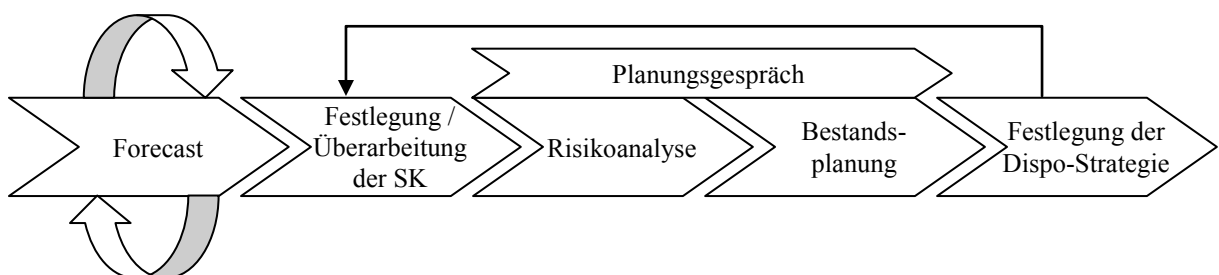 Planungsgespräch
Forecast
Festlegung /
Überarbeitung
der SK
Risikoanalyse
Bestands-
planung
Festlegung der
Dispo-Strategie